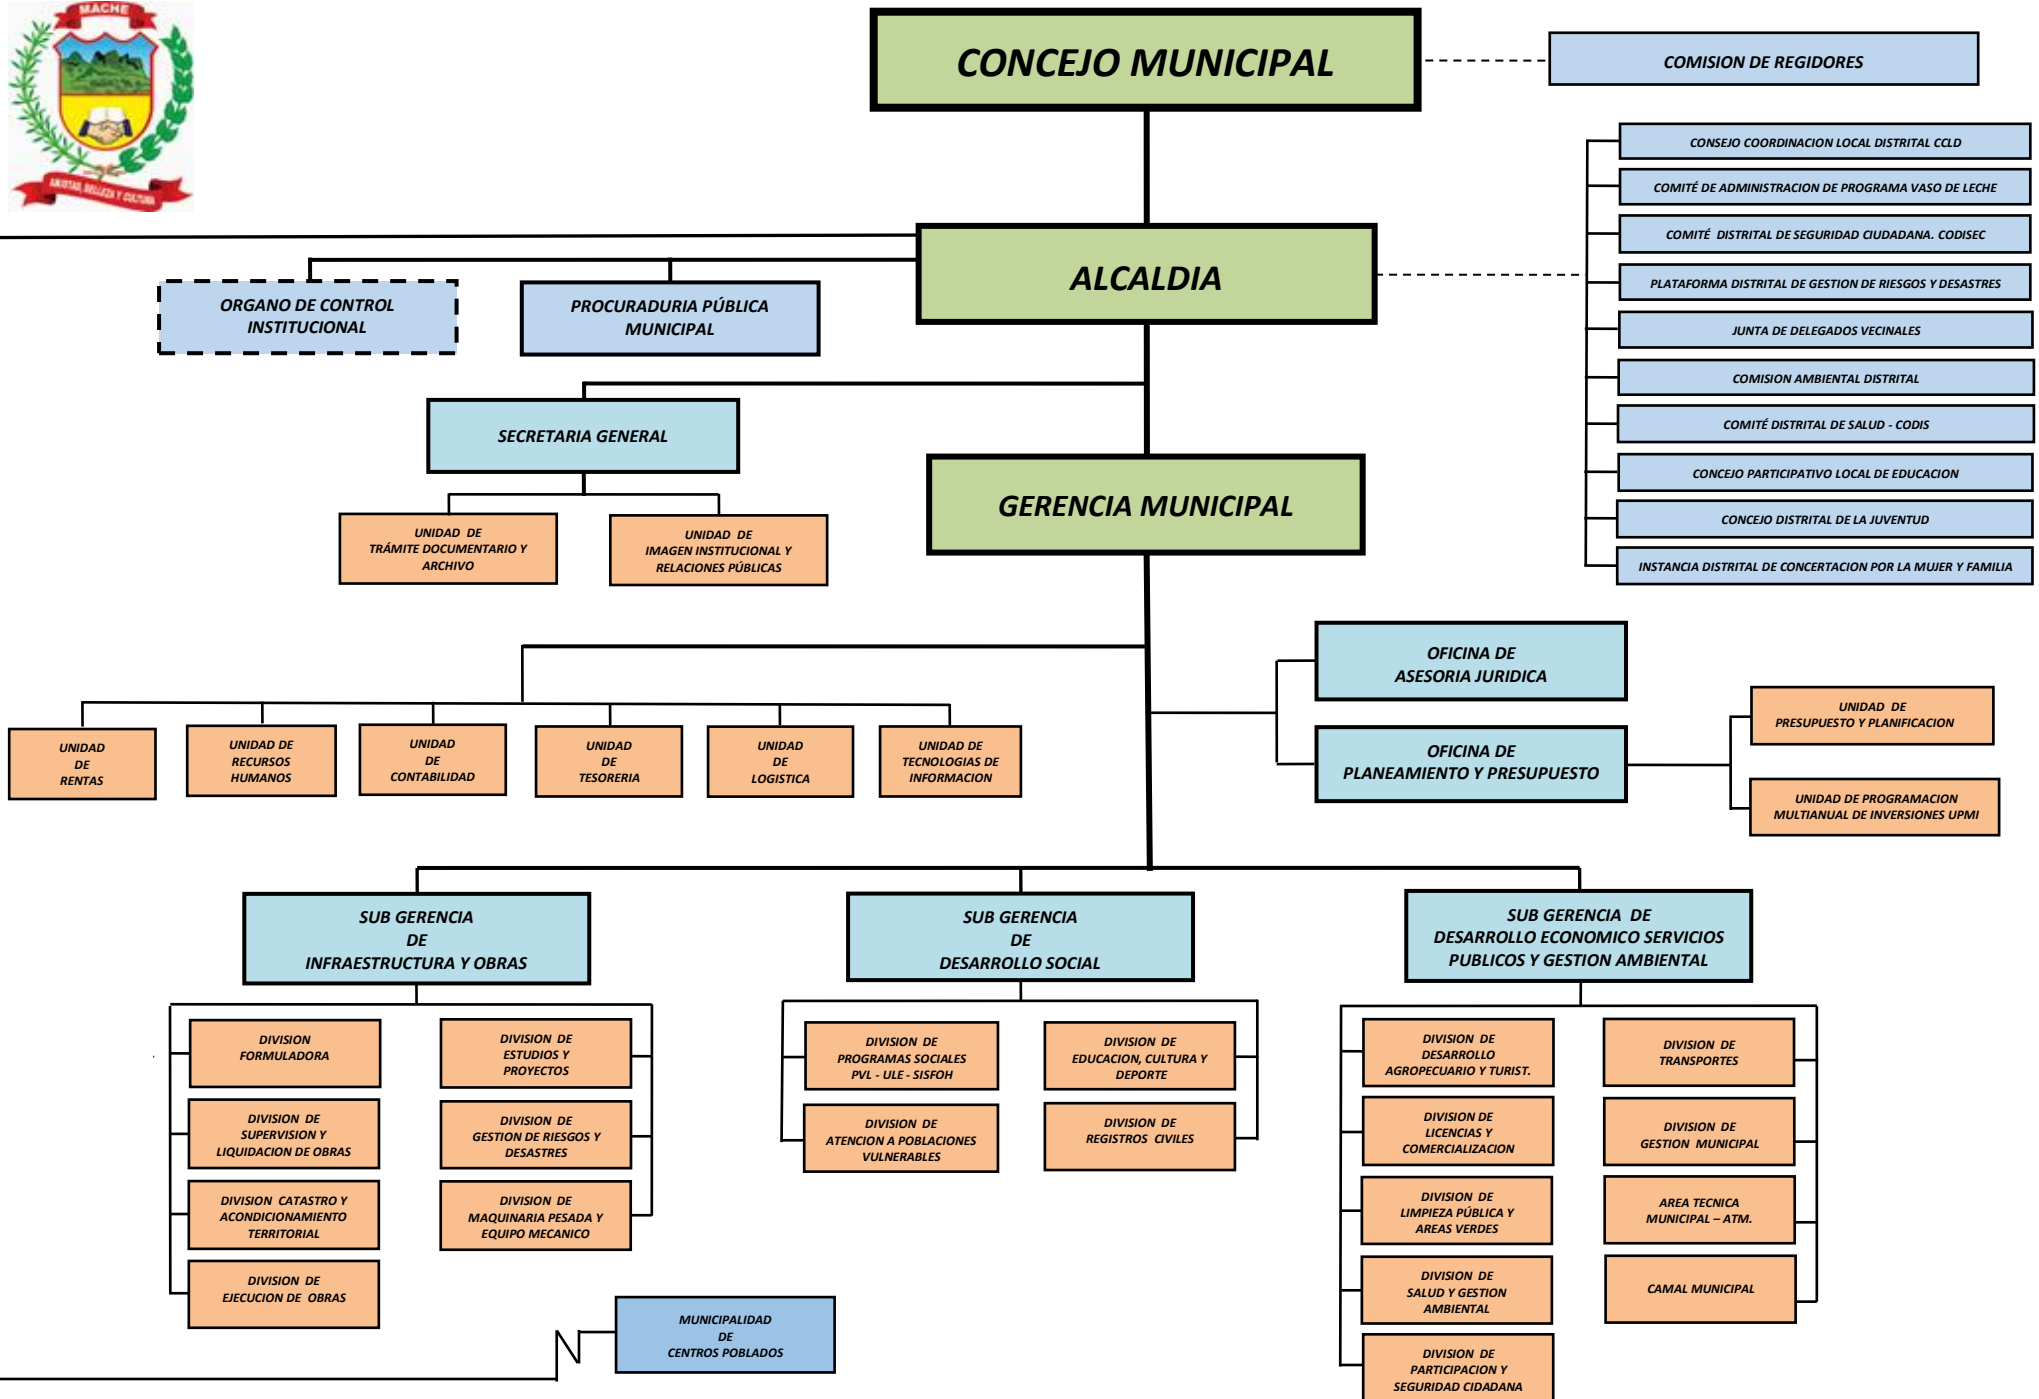 MACHE
AMISTAD, BELLEZA Y CULTURA
CONCEJO MUNICIPAL
COMISION DE REGIDORES
CONSEJO COORDINACION LOCAL DISTRITAL CCLD
COMITÉ DE ADMINISTRACION DE PROGRAMA VASO DE LECHE
COMITÉ DISTRITAL DE SEGURIDAD CIUDADANA. CODISEC
PLATAFORMA DISTRITAL DE GESTION DE RIESGOS Y DESASTRES
JUNTA DE DELEGADOS VECINALES
COMISION AMBIENTAL DISTRITAL
COMITÉ DISTRITAL DE SALUD - CODIS
CONCEJO PARTICIPATIVO LOCAL DE EDUCACION
CONCEJO DISTRITAL DE LA JUVENTUD
INSTANCIA DISTRITAL DE CONCERTACION POR LA MUJER Y FAMILIA
ALCALDIA
ORGANO DE CONTROL
INSTITUCIONAL
PROCURADURIA PÚBLICA
MUNICIPAL
SECRETARIA GENERAL
UNIDAD DE
TRÁMITE DOCUMENTARIO Y
ARCHIVO
UNIDAD DE
IMAGEN INSTITUCIONAL Y
RELACIONES PÚBLICAS
GERENCIA MUNICIPAL
OFICINA DE
ASESORIA JURIDICA
OFICINA DE
PLANEAMIENTO Y PRESUPUESTO
UNIDAD DE
PRESUPUESTO Y PLANIFICACION
UNIDAD DE PROGRAMACION
MULTIANUAL DE INVERSIONES UPMI
UNIDAD
DE
RENTAS
UNIDAD DE
RECURSOS
HUMANOS
UNIDAD
DE
CONTABILIDAD
UNIDAD
DE
TESORERIA
UNIDAD
DE
LOGISTICA
UNIDAD DE
TECNOLOGIAS DE
INFORMACION
SUB GERENCIA
DE
INFRAESTRUCTURA Y OBRAS
DIVISION
FORMULADORA
DIVISION DE
SUPERVISION Y
LIQUIDACION DE OBRAS
DIVISION CATASTRO Y
ACONDICIONAMIENTO
TERRITORIAL
DIVISION DE
EJECUCION DE OBRAS
DIVISION DE
ESTUDIOS Y
PROYECTOS
DIVISION DE
GESTION DE RIESGOS Y
DESASTRES
DIVISION DE
MAQUINARIA PESADA Y
EQUIPO MECANICO
SUB GERENCIA
DE
DESARROLLO SOCIAL
DIVISION DE
PROGRAMAS SOCIALES
PVL - ULE - SISFOH
DIVISION DE
ATENCION A POBLACIONES
VULNERABLES
DIVISION DE
EDUCACION, CULTURA Y
DEPORTE
DIVISION DE
REGISTROS CIVILES
SUB GERENCIA DE
DESARROLLO ECONOMICO SERVICIOS
PUBLICOS Y GESTION AMBIENTAL
DIVISION DE
DESARROLLO
AGROPECUARIO Y TURIST.
DIVISION DE
LICENCIAS Y
COMERCIALIZACION
DIVISION DE
LIMPIEZA PÚBLICA Y
AREAS VERDES
DIVISION DE
SALUD Y GESTION
AMBIENTAL
DIVISION DE
PARTICIPACION Y
SEGURIDAD CIDADANA
DIVISION DE
TRANSPORTES
DIVISION DE
GESTION MUNICIPAL
AREA TECNICA
MUNICIPAL – ATM.
CAMAL MUNICIPAL
MUNICIPALIDAD
DE
CENTROS POBLADOS